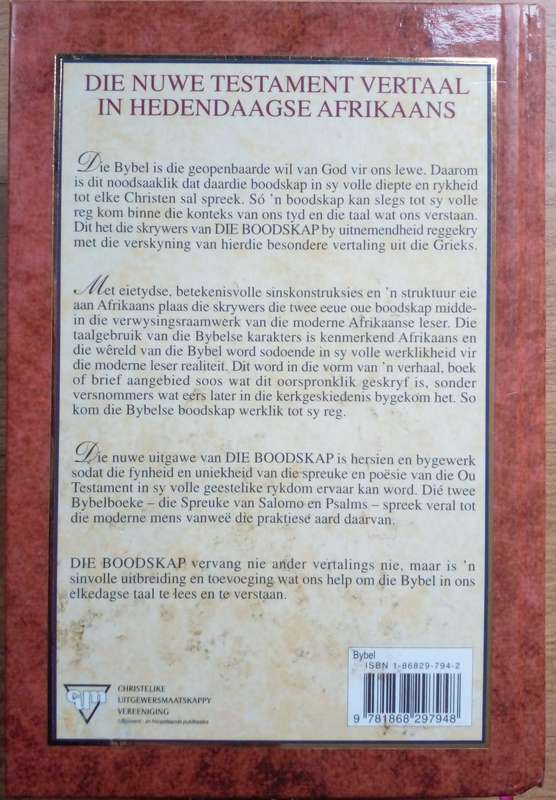 DIE NUWE TESTAMENT VERTAAL
IN HEDENDAAGSE AFRIKAANS
Die Bybel is die geopenbaarde wil van God vir ons lewe. Daarom
is dit noodsaaklik dat daardie boodskap in sy volle diepte en rykheid
tot elke Christen sal spreek. Só 'n boodskap kan slegs tot sy volle
reg kom binne die konteks van ons tyd en die taal wat ons verstaan.
Dit het die skrywers van DIE BOODSKAP by uitnemendheid reggekry
met die verskyning van hierdie besondere vertaling uit die Grieks.
Met eietydse, betekenisvolle sinskonstruksies en 'n struktuur eie
aan Afrikaans plaas die skrywers die twee eeue oue boodskap midde-
in die verwysingsraamwerk van die moderne Afrikaanse leser. Die
taalgebruik van die Bybelse karakters is kenmerkend Afrikaans en
die wêreld van die Bybel word sodoende in sy volle werklikheid vir
die moderne leser realiteit. Dit word in die vorm van 'n verhaal, boek
of brief aangebied soos wat dit oorspronklik geskryf is, sonder
versnommers wat eers later in die kerkgeskiedenis bygekom het. So
kom die Bybelse boodskap werklik tot sy reg.
Die nuwe uitgawe van DIE BOODSKAP is hersien en bygewerk
sodat die fynheid en uniekheid van die spreuke en poësie van die Ou
Testament in sy volle geestelike rykdom ervaar kan word. Dié twee
Bybelboeke – die Spreuke van Salomo en Psalms – spreek veral tot
die moderne mens vanweë die praktiese aard daarvan.
DIE BOODSKAP vervang nie ander vertalings nie, maar is 'n
sinvolle uitbreiding en toevoeging wat ons help om die Bybel in ons
elkedagse taal te lees en te verstaan.
Bybel
ISBN 1-86829-794-2
9 781868 297948
cum
CHRISTELIKE
UITGEWERSMAATSKAPPY
VERENIGING